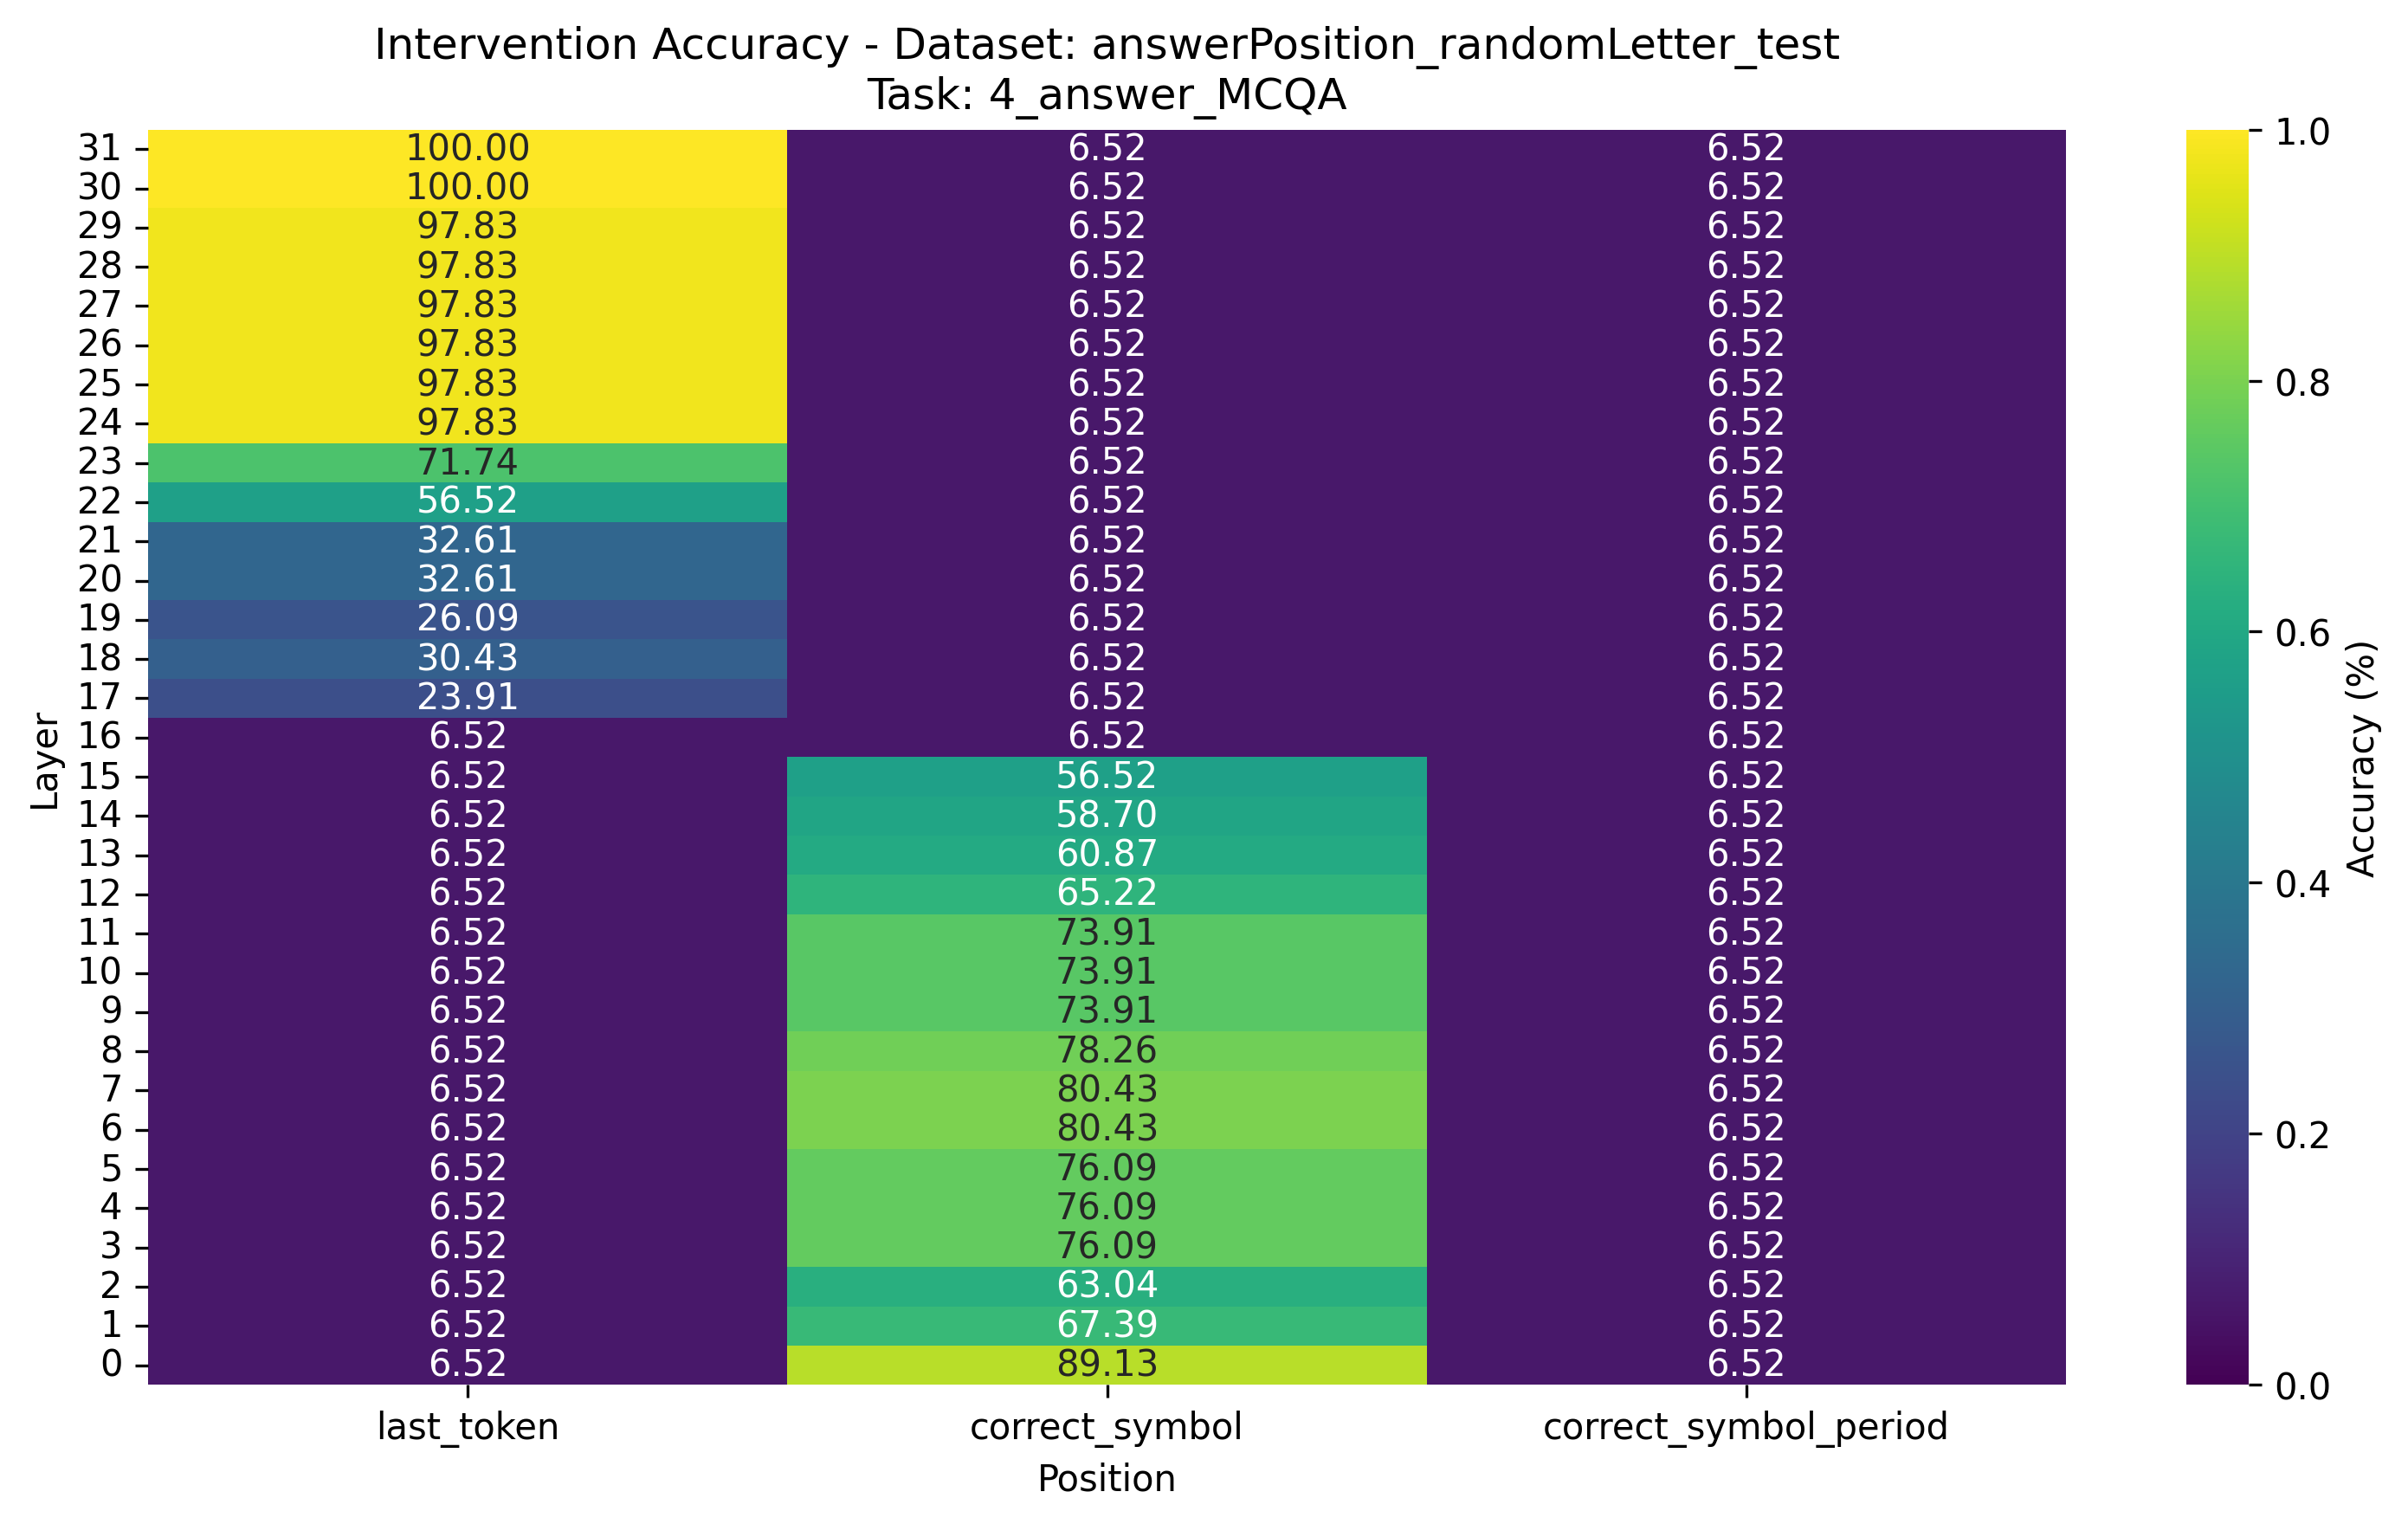 Intervention Accuracy - Dataset: answerPosition_randomLetter_test
Task: 4_answer_MCQA
31 100.00 6.52 6.52
30 100.00 6.52 6.52
29 97.83 6.52 6.52
28 97.83 6.52 6.52
27 97.83 6.52 6.52
26 97.83 6.52 6.52
25 97.83 6.52 6.52
24 97.83 6.52 6.52
23 71.74 6.52 6.52
22 56.52 6.52 6.52
21 32.61 6.52 6.52
20 32.61 6.52 6.52
19 26.09 6.52 6.52
18 30.43 6.52 6.52
17 23.91 6.52 6.52
16 6.52 6.52 6.52
15 6.52 56.52 6.52
14 6.52 58.70 6.52
13 6.52 60.87 6.52
12 6.52 65.22 6.52
11 6.52 73.91 6.52
10 6.52 73.91 6.52
9 6.52 73.91 6.52
8 6.52 78.26 6.52
7 6.52 80.43 6.52
6 6.52 80.43 6.52
5 6.52 76.09 6.52
4 6.52 76.09 6.52
3 6.52 76.09 6.52
2 6.52 63.04 6.52
1 6.52 67.39 6.52
0 6.52 89.13 6.52
last_token correct_symbol correct_symbol_period
Position
Layer
1.0
0.8
0.6
0.4
0.2
0.0
Accuracy (%)